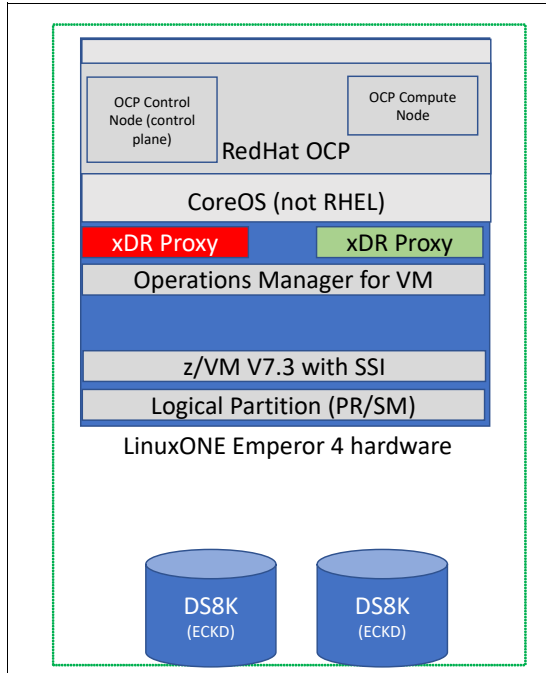 OCP Control
Node (control
plane)
OCP Compute
Node
RedHat OCP
CoreOS (not RHEL)
xDR Proxy
xDR Proxy
Operations Manager for VM
z/VM V7.3 with SSI
Logical Partition (PR/SM)
LinuxONE Emperor 4 hardware
DS8K
(ECKD)
DS8K
(ECKD)